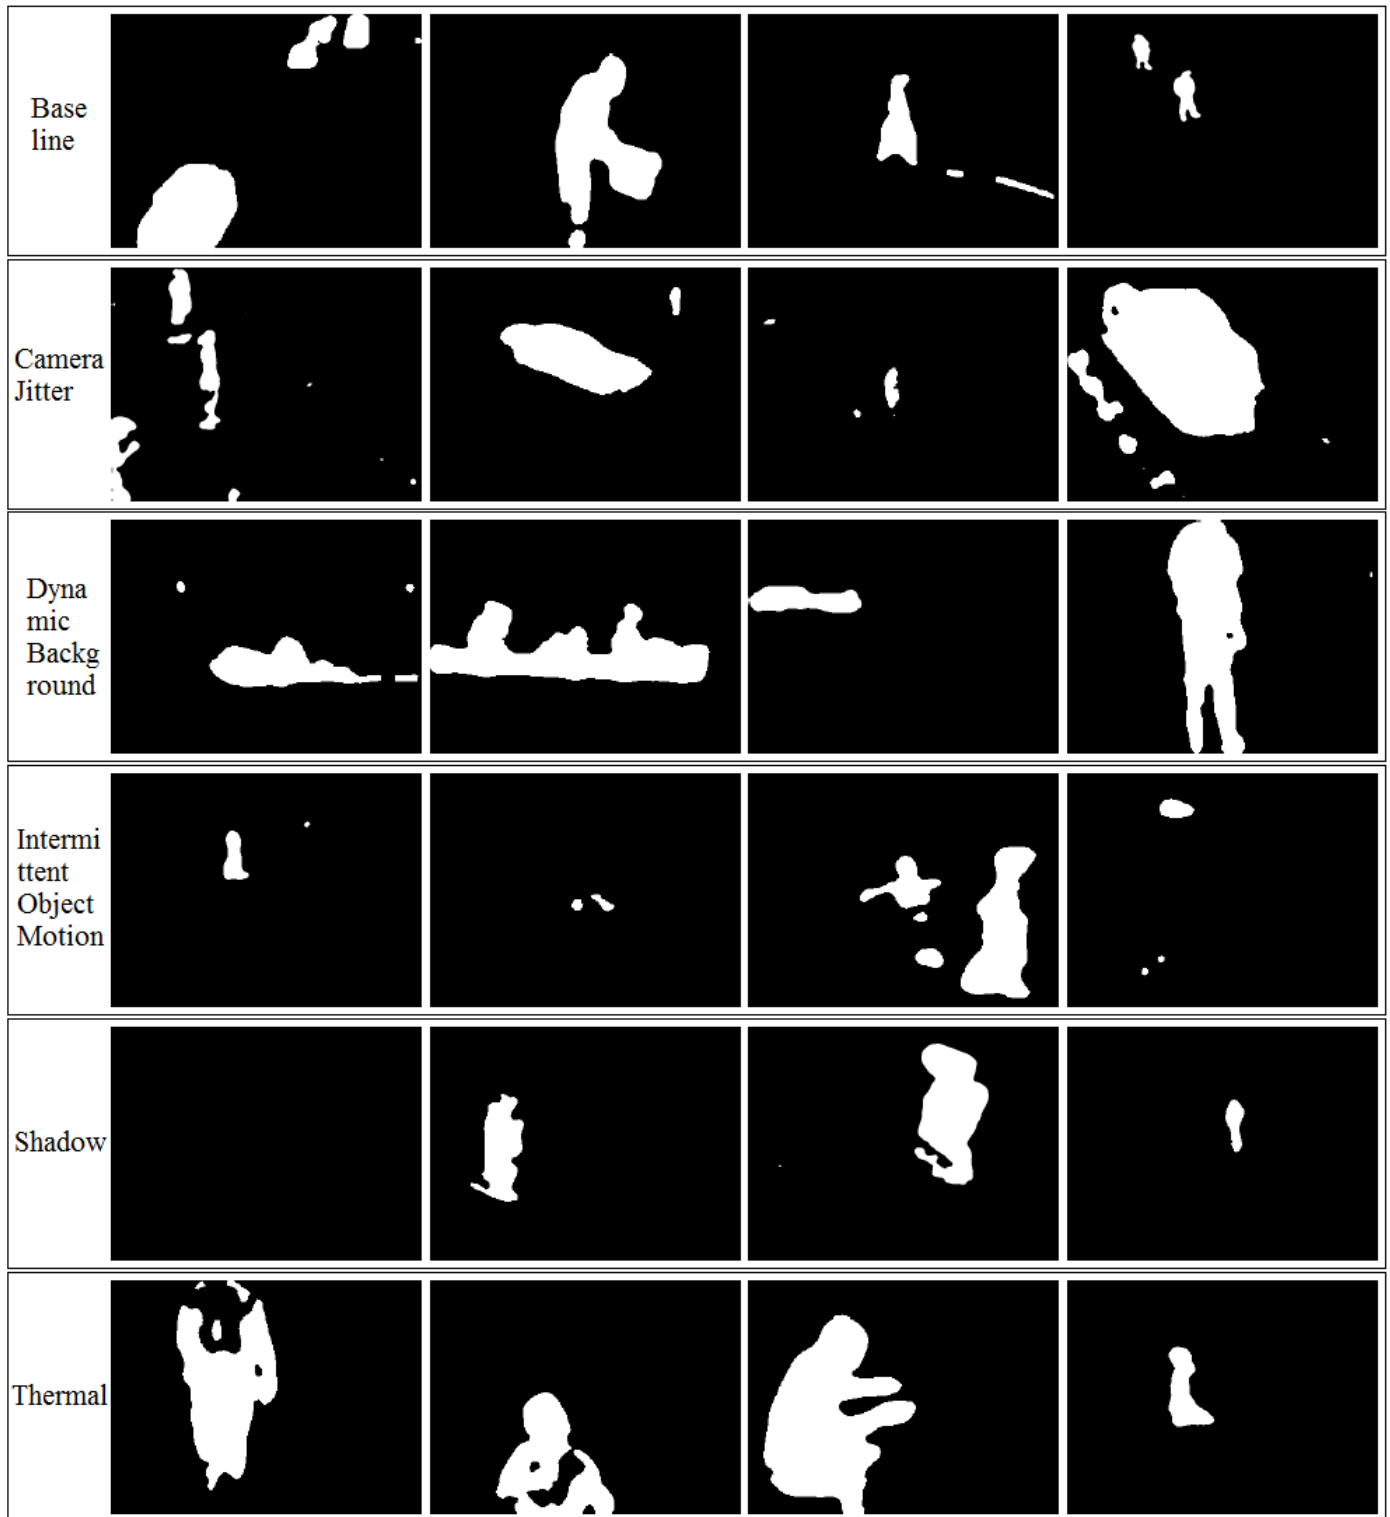 Base
line
Camera
Jitter
Dyna
mic
Backg
round
Intermi
ttent
Object
Motion
Shadow
Thermal